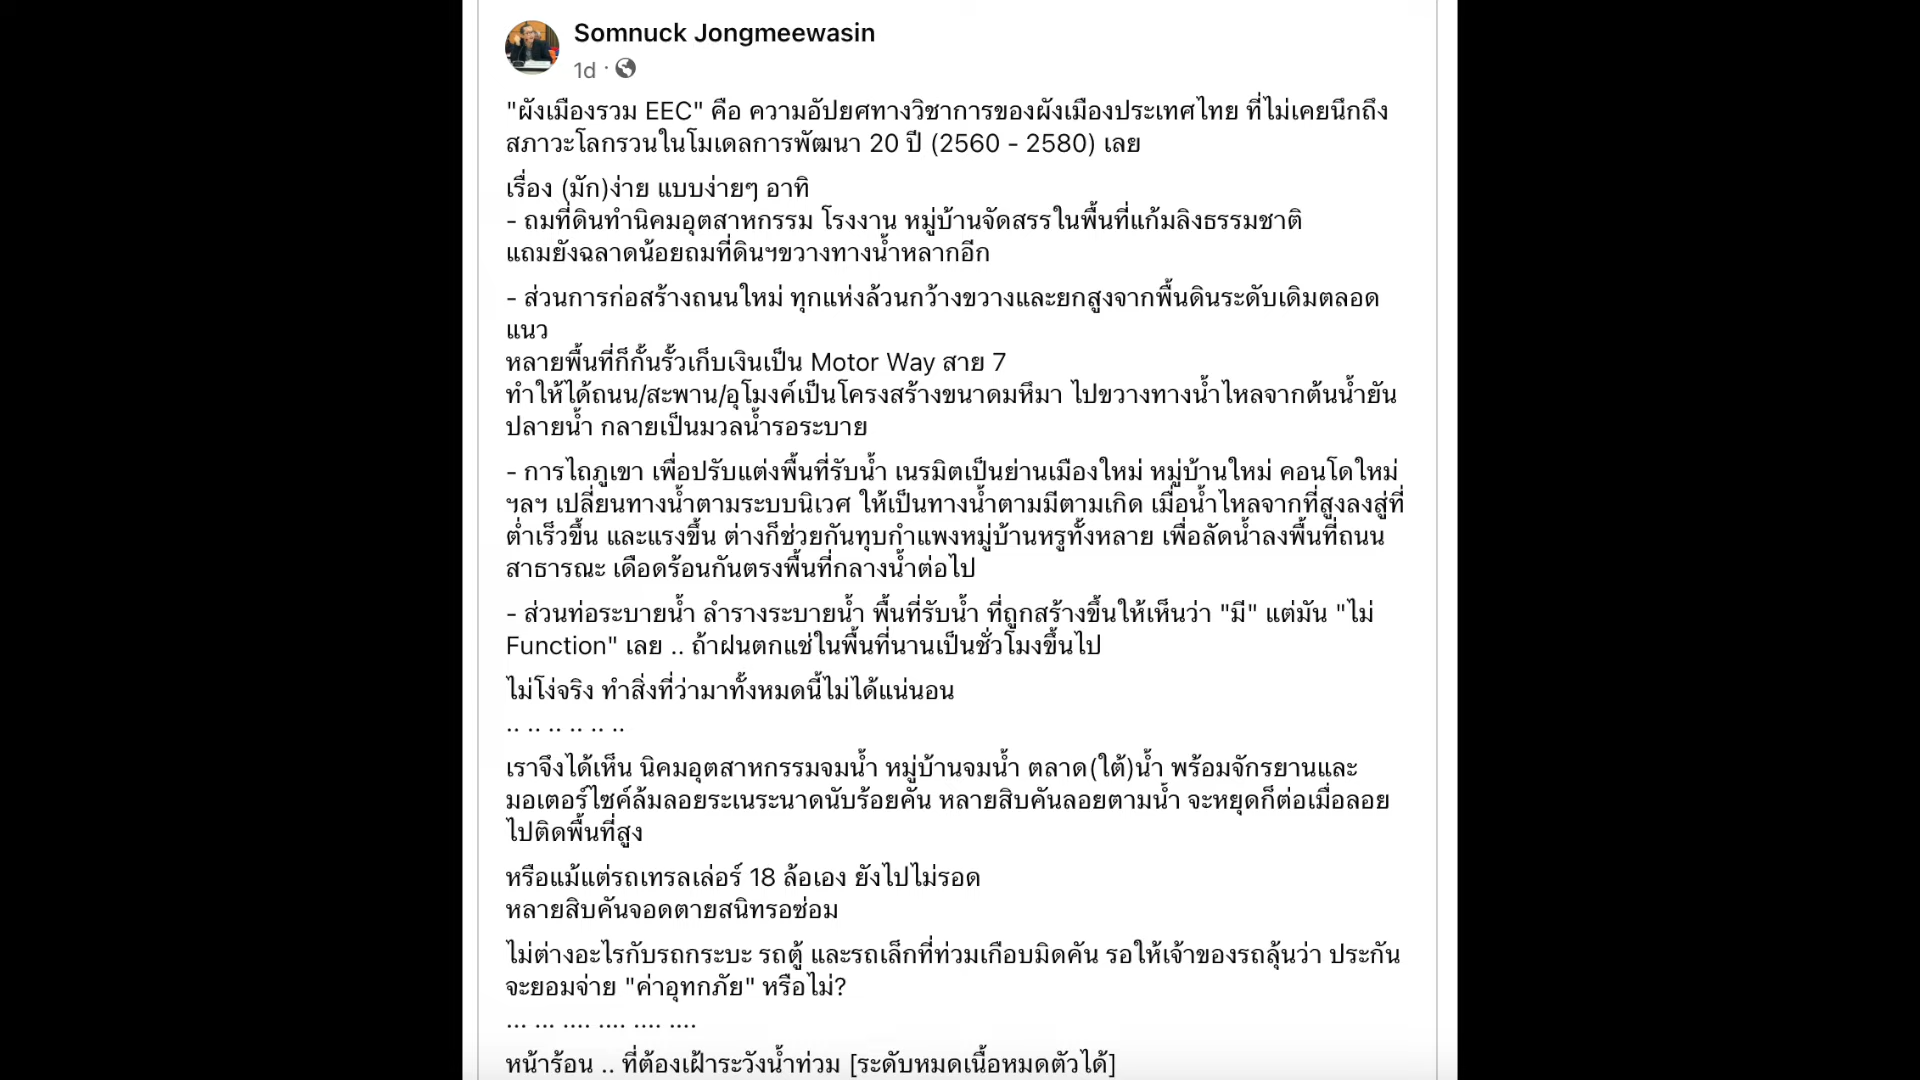 Somnuck Jongmeewasin
1d ·
"ผังเมืองรวม EEC" คือ ความอัปยศทางวิชาการของผังเมืองประเทศไทย ที่ไม่เคยนึกถึง
สภาวะโลกรวนในโมเดลการพัฒนา 20 ปี (2560 - 2580) เลย
เรื่อง (มัก)ง่าย แบบง่ายๆ อาทิ
- ถมที่ดินทำนิคมอุตสาหกรรม โรงงาน หมู่บ้านจัดสรรในพื้นที่แก้มลิงธรรมชาติ
แถมยังฉลาดน้อยถมที่ดินฯขวางทางน้ำหลากอีก
- ส่วนการก่อสร้างถนนใหม่ ทุกแห่งล้วนกว้างขวางและยกสูงจากพื้นดินระดับเดิมตลอด
แนว
หลายพื้นที่ก็กั้นรั้วเก็บเงินเป็น Motor Way สาย 7
ทำให้ได้ถนน/สะพาน/อุโมงค์เป็นโครงสร้างขนาดมหึมา ไปขวางทางน้ำไหลจากต้นน้ำยัน
ปลายน้ำ กลายเป็นมวลน้ำรอระบาย
- การไถภูเขา เพื่อปรับแต่งพื้นที่รับน้ำ เนรมิตเป็นย่านเมืองใหม่ หมู่บ้านใหม่ คอนโดใหม่
ฯลฯ เปลี่ยนทางน้ำตามระบบนิเวศ ให้เป็นทางน้ำตามมีตามเกิด เมื่อน้ำไหลจากที่สูงลงสู่ที่
ต่ำเร็วขึ้น และแรงขึ้น ต่างก็ช่วยกันทุบกำแพงหมู่บ้านหรูทั้งหลาย เพื่อลัดน้ำลงพื้นที่ถนน
สาธารณะ เดือดร้อนกันตรงพื้นที่กลางน้ำต่อไป
- ส่วนท่อระบายน้ำ ลำรางระบายน้ำ พื้นที่รับน้ำ ที่ถูกสร้างขึ้นให้เห็นว่า "มี" แต่มัน "ไม่
Function" เลย .. ถ้าฝนตกแช่ในพื้นที่นานเป็นชั่วโมงขึ้นไป
ไม่โง่จริง ทำสิ่งที่ว่ามาทั้งหมดนี้ไม่ได้แน่นอน
.. .. .. .. .. ..
เราจึงได้เห็น นิคมอุตสาหกรรมจมน้ำ หมู่บ้านจมน้ำ ตลาด(ใต้)น้ำ พร้อมจักรยานและ
มอเตอร์ไซค์ล้มลอยระเนระนาดนับร้อยคัน หลายสิบคันลอยตามน้ำ จะหยุดก็ต่อเมื่อลอย
ไปติดพื้นที่สูง
หรือแม้แต่รถเทรลเล่อร์ 18 ล้อเอง ยังไปไม่รอด
หลายสิบคันจอดตายสนิทรอซ่อม
ไม่ต่างอะไรกับรถกระบะ รถตู้ และรถเล็กที่ท่วมเกือบมิดคัน รอให้เจ้าของรถลุ้นว่า ประกัน
จะยอมจ่าย "ค่าอุทกภัย" หรือไม่?
... ... .... .... .... ....
หน้าร้อน .. ที่ต้องเฝ้าระวังน้ำท่วม [ระดับหมดเนื้อหมดตัวได้]